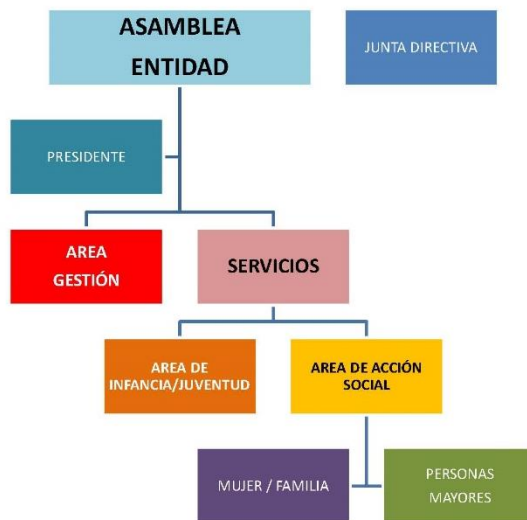 ASAMBLEA
ENTIDAD
JUNTA DIRECTIVA
PRESIDENTE
AREA
GESTIÓN
SERVICIOS
AREA DE
INFANCIA/JUVENTUD
AREA DE ACCIÓN
SOCIAL
MUJER / FAMILIA
PERSONAS
MAYORES